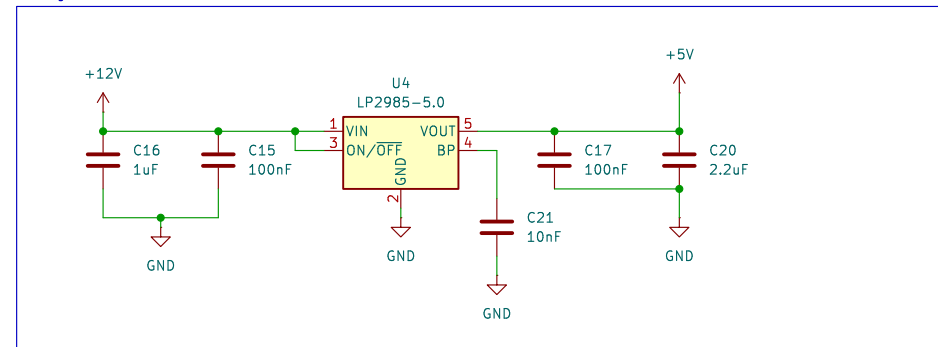 +12V
+5V
U4
LP2985-5.0
1 VIN VOUT 5
3 ON/OFF BP 4
GND
2
C16
1uF
C15
100nF
C17
100nF
C20
2.2uF
C21
10nF
GND
GND
GND
GND